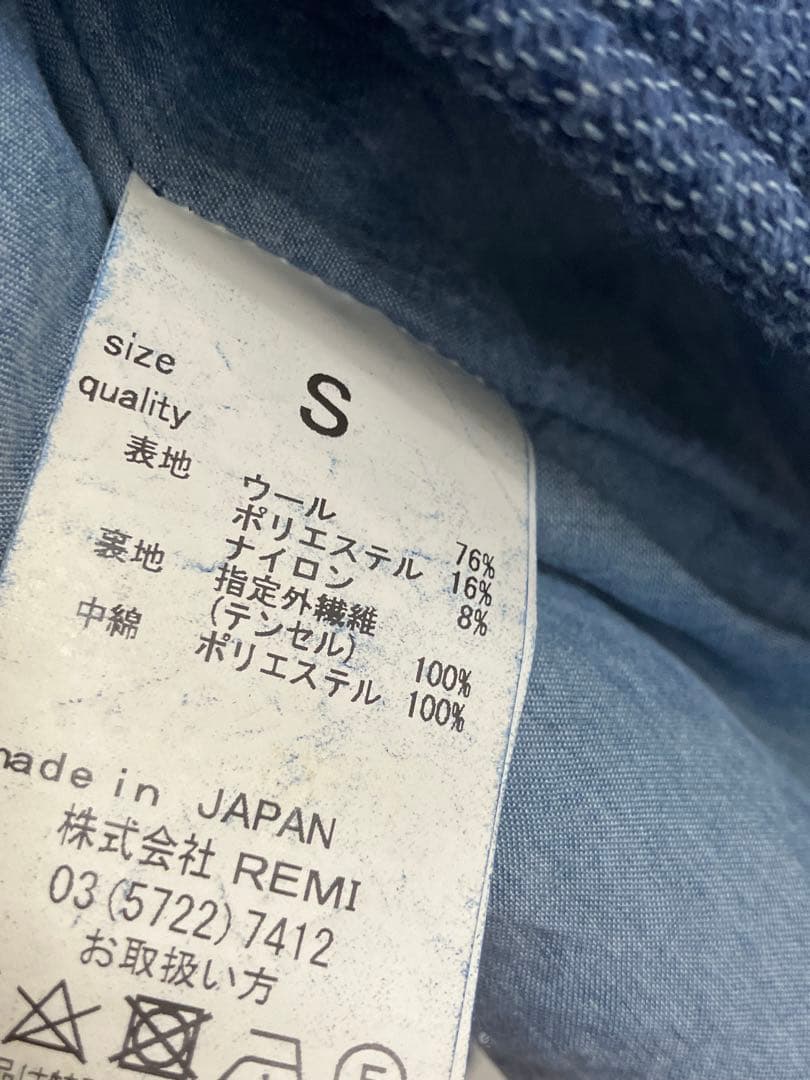 size S
quality
表地 ウール 76%
ポリエステル 16%
ナイロン 8%
裏地 指定外繊維
(テンセル) 100%
中綿 ポリエステル 100%
made in JAPAN
株式会社 REMI
03(5722)7412
お取扱い方